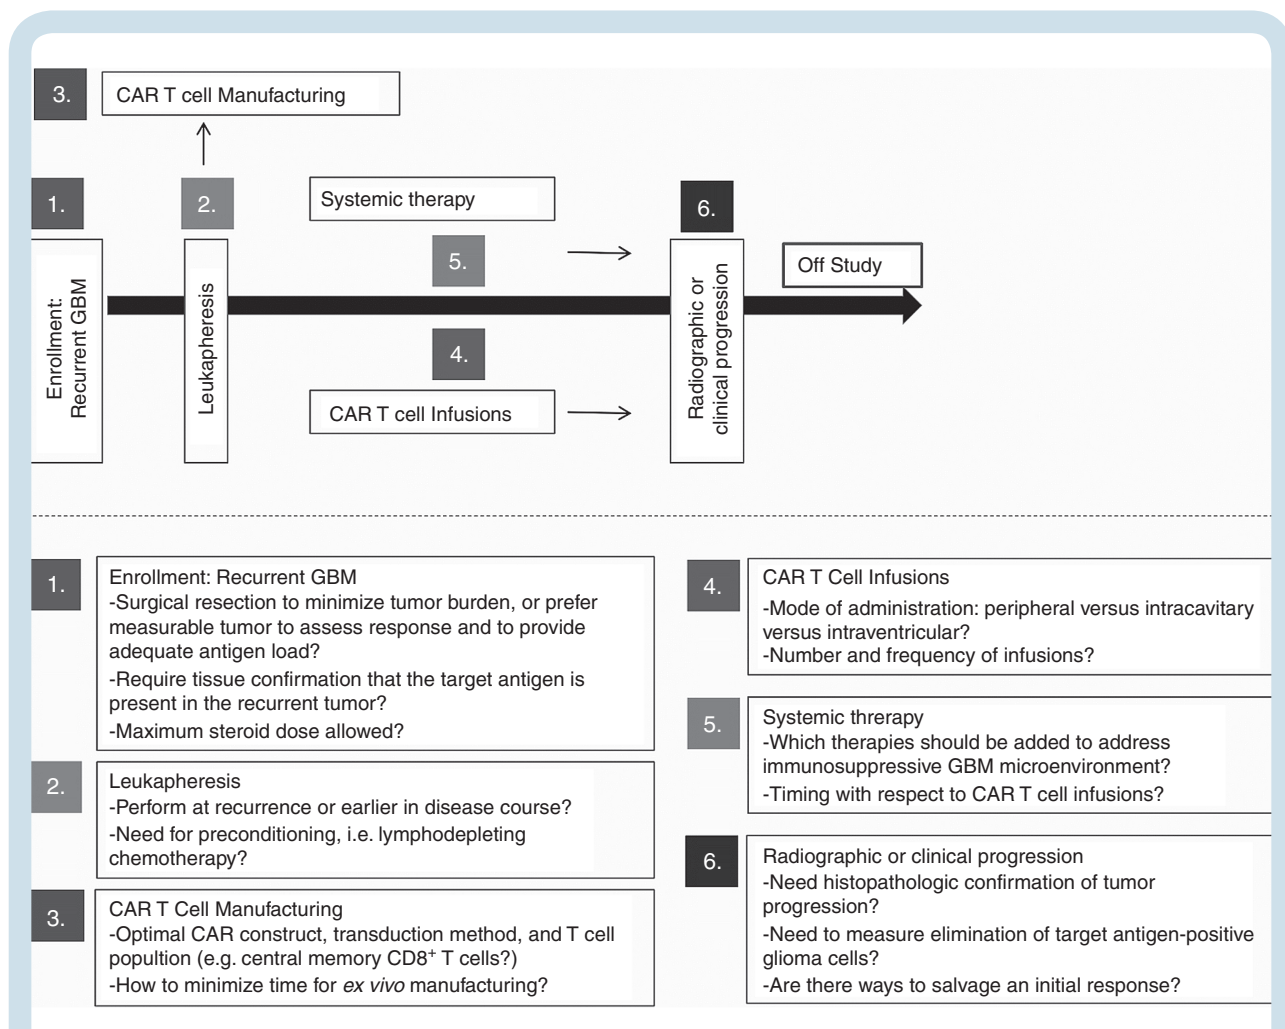 3.
CAR T cell Manufacturing
1.
2.
Systemic therapy
6.
5.
Off Study
Enrollment:
Recurrent GBM
Leukapheresis
Radiographic or
clinical progression
4.
CAR T cell Infusions
1.
Enrollment: Recurrent GBM
-Surgical resection to minimize tumor burden, or prefer
measurable tumor to assess response and to provide
adequate antigen load?
-Require tissue confirmation that the target antigen is
present in the recurrent tumor?
-Maximum steroid dose allowed?
2.
Leukapheresis
-Perform at recurrence or earlier in disease course?
-Need for preconditioning, i.e. lymphodepleting
chemotherapy?
3.
CAR T Cell Manufacturing
-Optimal CAR construct, transduction method, and T cell
popultion (e.g. central memory CD8⁺ T cells?)
-How to minimize time for ex vivo manufacturing?
4.
CAR T Cell Infusions
-Mode of administration: peripheral versus intracavitary
versus intraventricular?
-Number and frequency of infusions?
5.
Systemic threrapy
-Which therapies should be added to address
immunosuppressive GBM microenvironment?
-Timing with respect to CAR T cell infusions?
6.
Radiographic or clinical progression
-Need histopathologic confirmation of tumor
progression?
-Need to measure elimination of target antigen-positive
glioma cells?
-Are there ways to salvage an initial response?